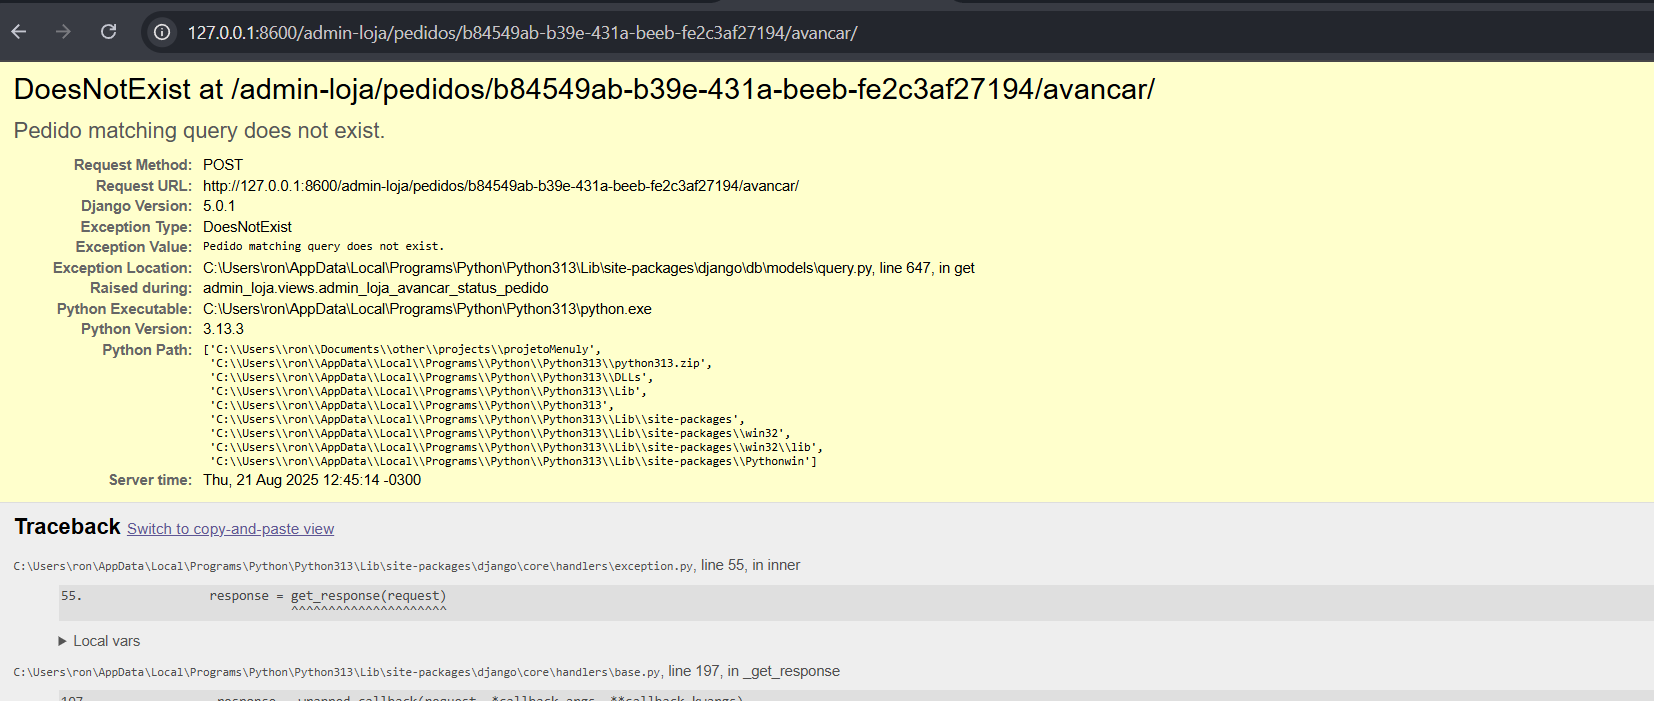 127.0.0.1:8600/admin-loja/pedidos/b84549ab-b39e-431a-beeb-fe2c3af27194/avancar/
DoesNotExist at /admin-loja/pedidos/b84549ab-b39e-431a-beeb-fe2c3af27194/avancar/
Pedido matching query does not exist.
Request Method: POST
Request URL: http://127.0.0.1:8600/admin-loja/pedidos/b84549ab-b39e-431a-beeb-fe2c3af27194/avancar/
Django Version: 5.0.1
Exception Type: DoesNotExist
Exception Value: Pedido matching query does not exist.
Exception Location: C:\Users\ron\AppData\Local\Programs\Python\Python313\Lib\site-packages\django\db\models\query.py, line 647, in get
Raised during: admin_loja.views.admin_loja_avancar_status_pedido
Python Executable: C:\Users\ron\AppData\Local\Programs\Python\Python313\python.exe
Python Version: 3.13.3
Python Path: ['C:\\Users\\ron\\Documents\\other\\projects\\projetoMenuly',
'C:\\Users\\ron\\AppData\\Local\\Programs\\Python\\Python313\\python313.zip',
'C:\\Users\\ron\\AppData\\Local\\Programs\\Python\\Python313\\DLLs',
'C:\\Users\\ron\\AppData\\Local\\Programs\\Python\\Python313\\Lib',
'C:\\Users\\ron\\AppData\\Local\\Programs\\Python\\Python313',
'C:\\Users\\ron\\AppData\\Local\\Programs\\Python\\Python313\\Lib\\site-packages',
'C:\\Users\\ron\\AppData\\Local\\Programs\\Python\\Python313\\Lib\\site-packages\\win32',
'C:\\Users\\ron\\AppData\\Local\\Programs\\Python\\Python313\\Lib\\site-packages\\win32\\lib',
'C:\\Users\\ron\\AppData\\Local\\Programs\\Python\\Python313\\Lib\\site-packages\\Pythonwin']
Server time: Thu, 21 Aug 2025 12:45:14 -0300
Traceback Switch to copy-and-paste view
C:\Users\ron\AppData\Local\Programs\Python\Python313\Lib\site-packages\django\core\handlers\exception.py, line 55, in inner
55. response = get_response(request)
^^^^^^^^^^^^^^^^^^^^^
▶ Local vars
C:\Users\ron\AppData\Local\Programs\Python\Python313\Lib\site-packages\django\core\handlers\base.py, line 197, in _get_response
197. response = wrapped_callback(request, *callback_args, **callback_kwargs)